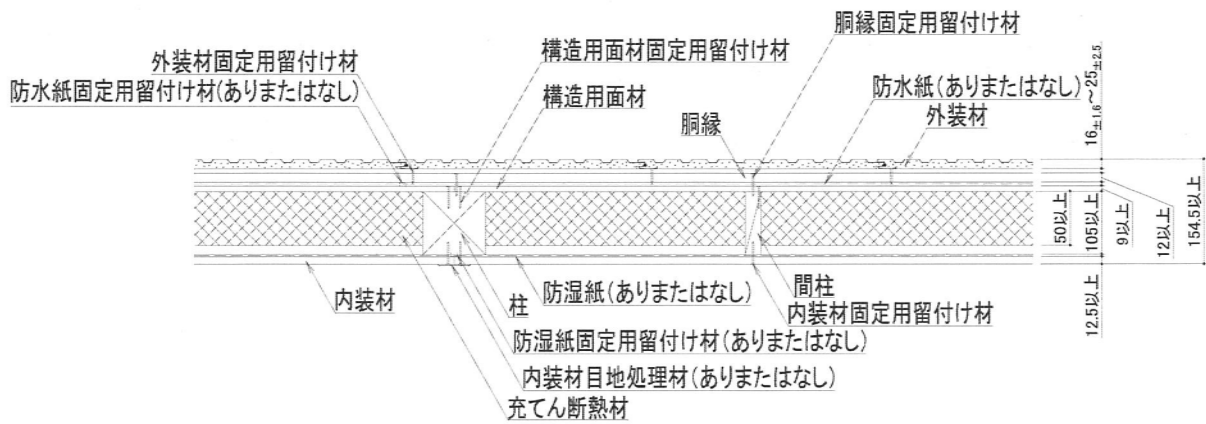 胴縁固定用留付け材
構造用面材固定用留付け材
外装材固定用留付け材
防水紙固定用留付け材(ありまたはなし)
構造用面材
防水紙(ありまたはなし)
胴縁
外装材
16±1.6～25±2.5
50以上
105以上
9以上
12以上
154.5以上
12.5以上
内装材
柱
防湿紙(ありまたはなし)
間柱
内装材固定用留付け材
防湿紙固定用留付け材(ありまたはなし)
内装材目地処理材(ありまたはなし)
充てん断熱材